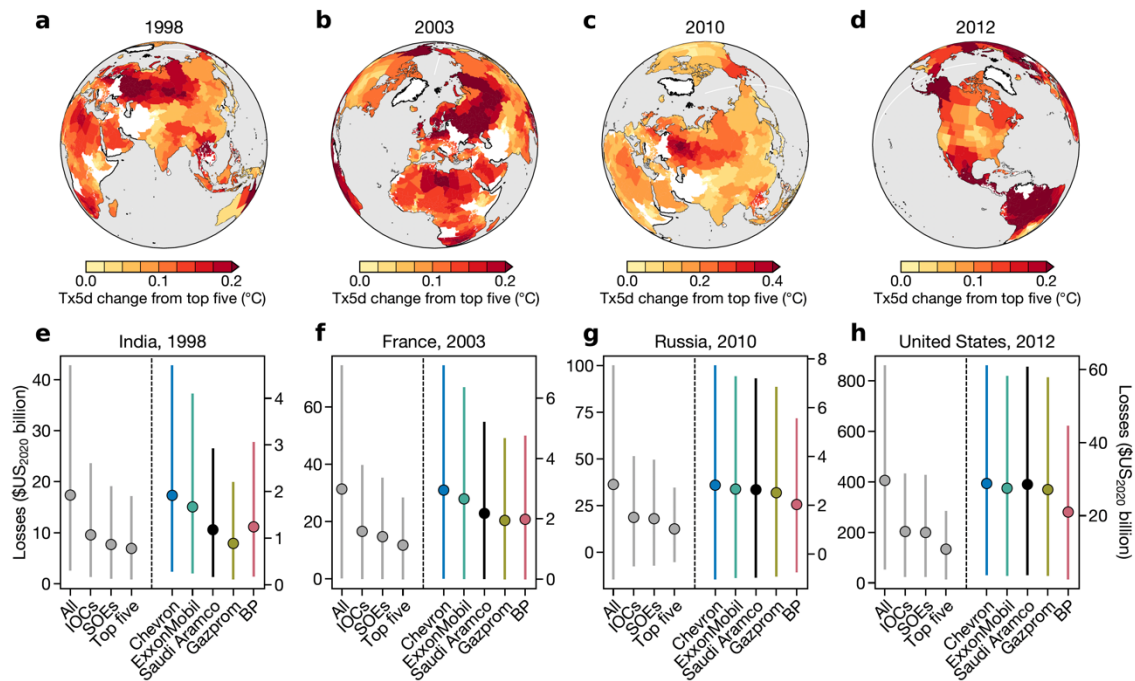 a
1998
b
2003
c
2010
d
2012
0.0 0.1 0.2
Tx5d change from top five (°C)
0.0 0.1 0.2
Tx5d change from top five (°C)
0.0 0.2 0.4
Tx5d change from top five (°C)
0.0 0.1 0.2
Tx5d change from top five (°C)
e
India, 1998
Losses ($US2020 billion)
40
30
20
10
0
4
3
2
1
0
All
IOCs
SOEs
Top five
Chevron
ExxonMobil
Saudi Aramco
Gazprom
BP
f
France, 2003
60
40
20
0
6
4
2
0
All
IOCs
SOEs
Top five
Chevron
ExxonMobil
Saudi Aramco
Gazprom
BP
g
Russia, 2010
100
75
50
25
0
8
6
4
2
0
All
IOCs
SOEs
Top five
Chevron
ExxonMobil
Saudi Aramco
Gazprom
BP
h
United States, 2012
800
600
400
200
0
60
40
20
Losses ($US2020 billion)
All
IOCs
SOEs
Top five
Chevron
ExxonMobil
Saudi Aramco
Gazprom
BP